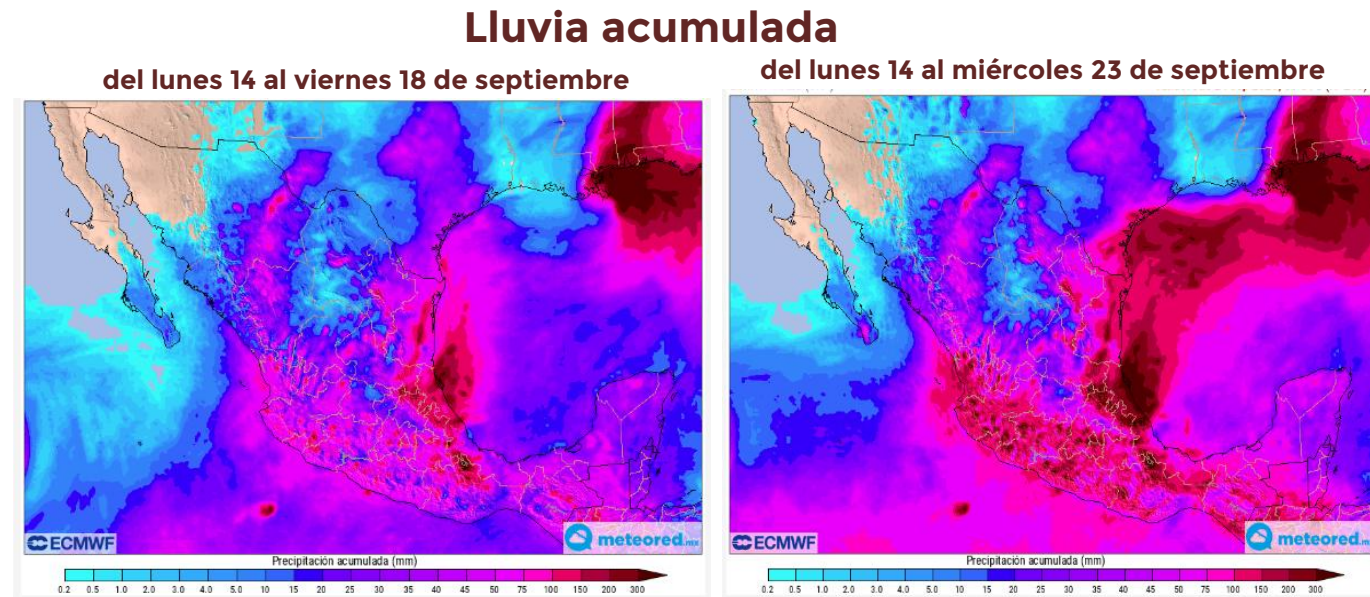 Lluvia acumulada
del lunes 14 al viernes 18 de septiembre
del lunes 14 al miércoles 23 de septiembre
ECMWF
meteored.mx
ECMWF
meteored.m
Precipitación acumulada (mm)
0.2 0.5 1.0 2.0 3.0 4.0 5.0 10 15 20 25 30 35 40 45 50 75 100 150 200 300
Precipitación acumulada (mm)
0.2 0.5 1.0 2.0 3.0 4.0 5.0 10 15 20 25 30 35 40 45 50 75 100 150 200 300